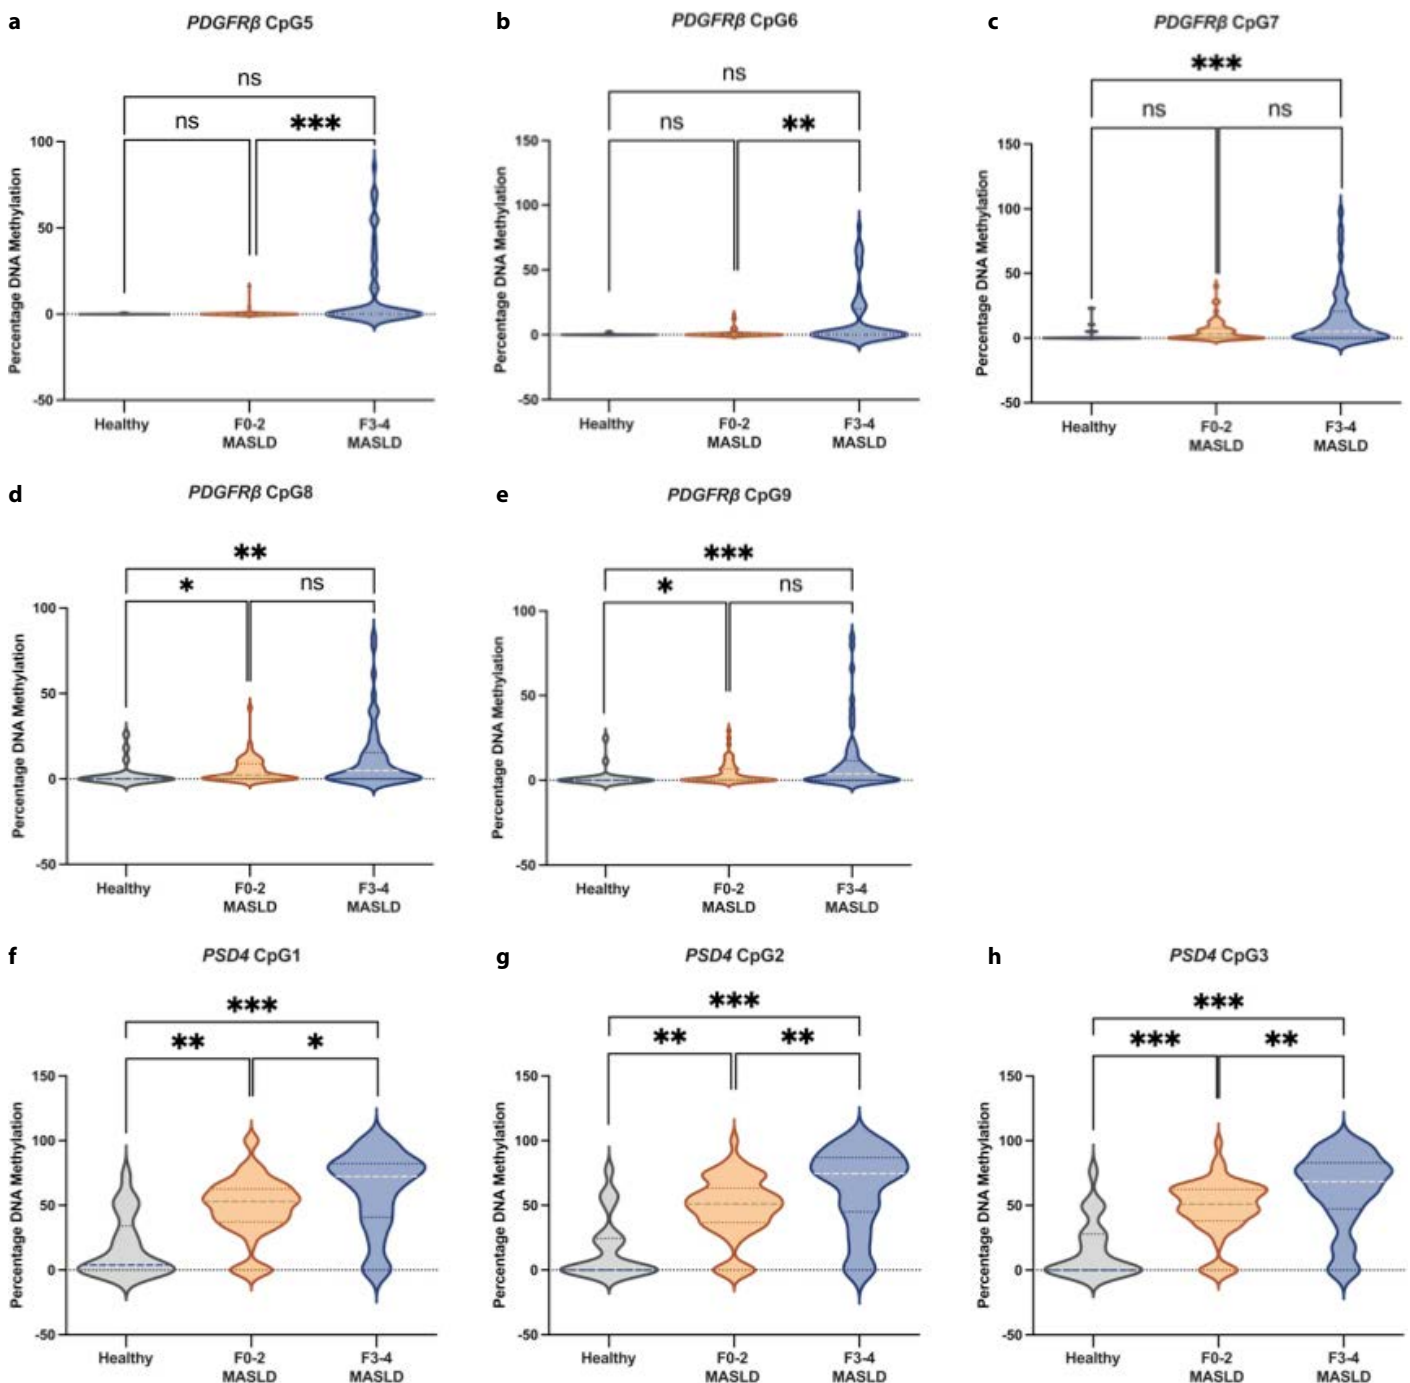 a
PDGFRβ CpG5
ns
ns
***
100
50
0
-50
Percentage DNA Methylation
Healthy
F0-2
MASLD
F3-4
MASLD
b
PDGFRβ CpG6
ns
ns
**
150
100
50
0
-50
Percentage DNA Methylation
Healthy
F0-2
MASLD
F3-4
MASLD
c
PDGFRβ CpG7
***
ns
ns
150
100
50
0
-50
Percentage DNA Methylation
Healthy
F0-2
MASLD
F3-4
MASLD
d
PDGFRβ CpG8
**
*
ns
100
50
0
-50
Percentage DNA Methylation
Healthy
F0-2
MASLD
F3-4
MASLD
e
PDGFRβ CpG9
***
*
ns
100
50
0
-50
Percentage DNA Methylation
Healthy
F0-2
MASLD
F3-4
MASLD
f
PSD4 CpG1
***
**
*
150
100
50
0
-50
Percentage DNA Methylation
Healthy
F0-2
MASLD
F3-4
MASLD
g
PSD4 CpG2
***
**
**
150
100
50
0
-50
Percentage DNA Methylation
Healthy
F0-2
MASLD
F3-4
MASLD
h
PSD4 CpG3
***
***
**
150
100
50
0
-50
Percentage DNA Methylation
Healthy
F0-2
MASLD
F3-4
MASLD